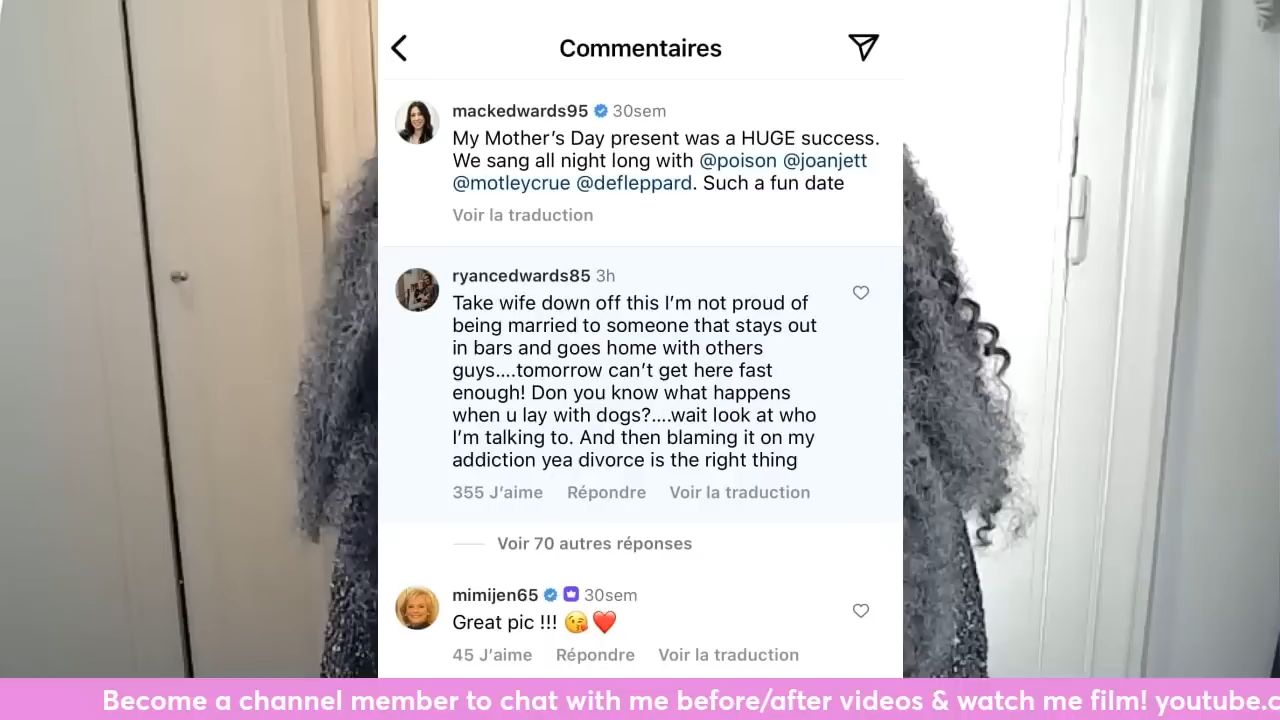 Commentaires
mackedwards95 30sem
My Mother's Day present was a HUGE success.
We sang all night long with @poison @joanjett
@motleycrue @defleppard. Such a fun date
Voir la traduction
ryancedwards85 3h
Take wife down off this I'm not proud of
being married to someone that stays out
in bars and goes home with others
guys....tomorrow can't get here fast
enough! Don you know what happens
when u lay with dogs?....wait look at who
I'm talking to. And then blaming it on my
addiction yea divorce is the right thing
355 J'aime Répondre Voir la traduction
Voir 70 autres réponses
mimijen65 30sem
Great pic !!! 😘❤️
45 J'aime Répondre Voir la traduction
Become a channel member to chat with me before/after videos & watch me film! youtube.c